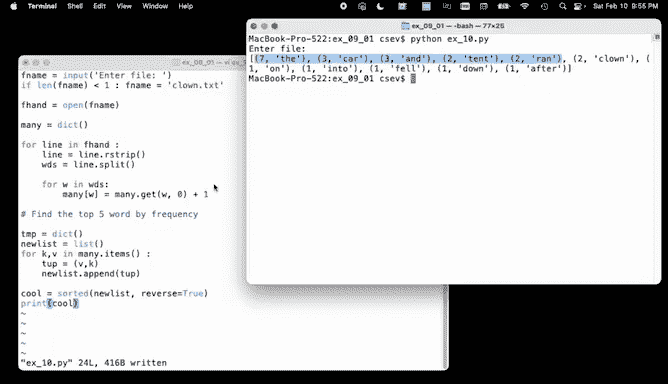 Terminal Shell Edit View Window Help
Sat Feb 10 9:55 PM
ex_09_01 — -bash — 77×25
MacBook-Pro-522:ex_09_01 csev$ python ex_10.py
Enter file:
[(7, 'the'), (3, 'car'), (3, 'and'), (2, 'tent'), (2, 'ran'), (2, 'clown'), (
1, 'on'), (1, 'into'), (1, 'fell'), (1, 'down'), (1, 'after')]
MacBook-Pro-522:ex_09_01 csev$
ex_09_01 —
fname = input('Enter file: ')
if len(fname) < 1 : fname = 'clown.txt'
fhand = open(fname)
many = dict()
for line in fhand :
line = line.rstrip()
wds = line.split()
for w in wds:
many[w] = many.get(w, 0) + 1
# Find the top 5 word by frequency
tmp = dict()
newlist = list()
for k,v in many.items() :
tup = (v,k)
newlist.append(tup)
cool = sorted(newlist, reverse=True)
print(cool)
~
~
~
~
~
"ex_10.py" 24L, 416B written